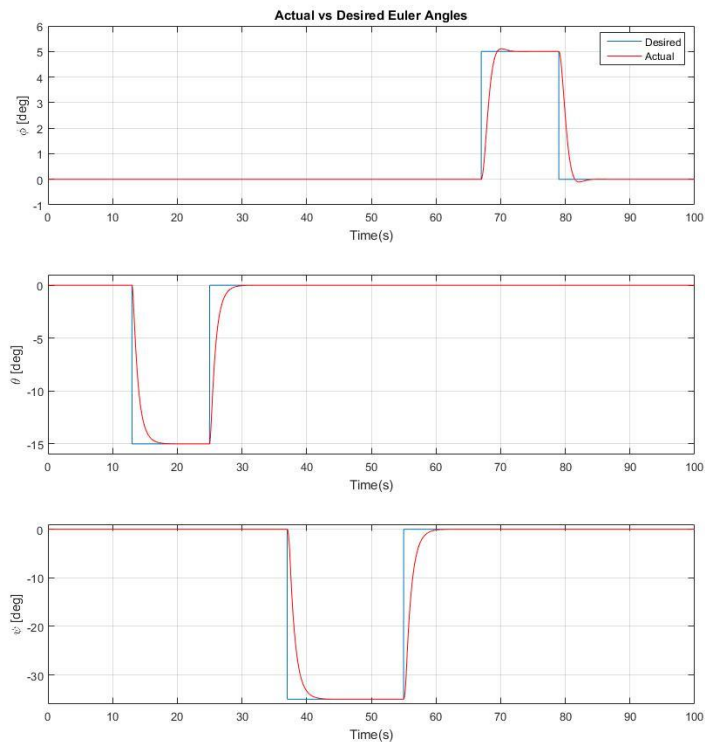 Actual vs Desired Euler Angles
6
5
4
3
2
1
0
-1
ϕ [deg]
Desired
Actual
0 10 20 30 40 50 60 70 80 90 100
Time(s)
0
-5
-10
-15
θ [deg]
0 10 20 30 40 50 60 70 80 90 100
Time(s)
0
-10
-20
-30
ψ [deg]
0 10 20 30 40 50 60 70 80 90 100
Time(s)